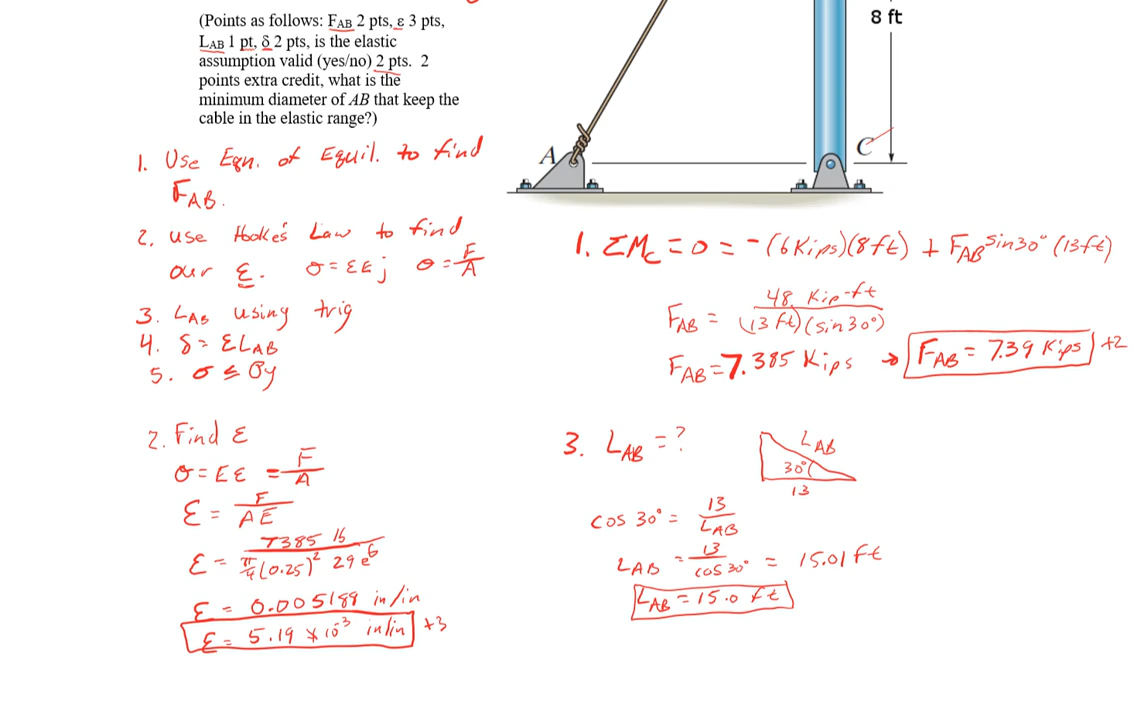 (Points as follows: FAB 2 pts, ε 3 pts,
LAB 1 pt, δ 2 pts, is the elastic
assumption valid (yes/no) 2 pts. 2
points extra credit, what is the
minimum diameter of AB that keep the
cable in the elastic range?)
8 ft
A
C
1. Use Eqn. of Equil. to find
FAB.
2. use Hooke's Law to find
our ε. σ = εE; σ = F/A
3. LAB using trig
4. δ = εLAB
5. σ ≤ σy
1. ΣMC = 0 = -(6 Kips)(8 ft) + FAB sin30° (13 ft)
FAB = 48 Kip-ft / (13 ft)(sin30°)
FAB = 7.385 Kips → FAB = 7.39 Kips +2
2. Find ε
σ = Eε = F/A
ε = F/AE
ε = 7385 lb / π/4 (0.25)² 29e⁶
ε = 0.005189 in/in
ε = 5.19 × 10⁻³ in/in +3
3. LAB = ?
LAB
30°
13
cos 30° = 13/LAB
LAB = 13/cos 30° = 15.01 ft
LAB = 15.0 ft